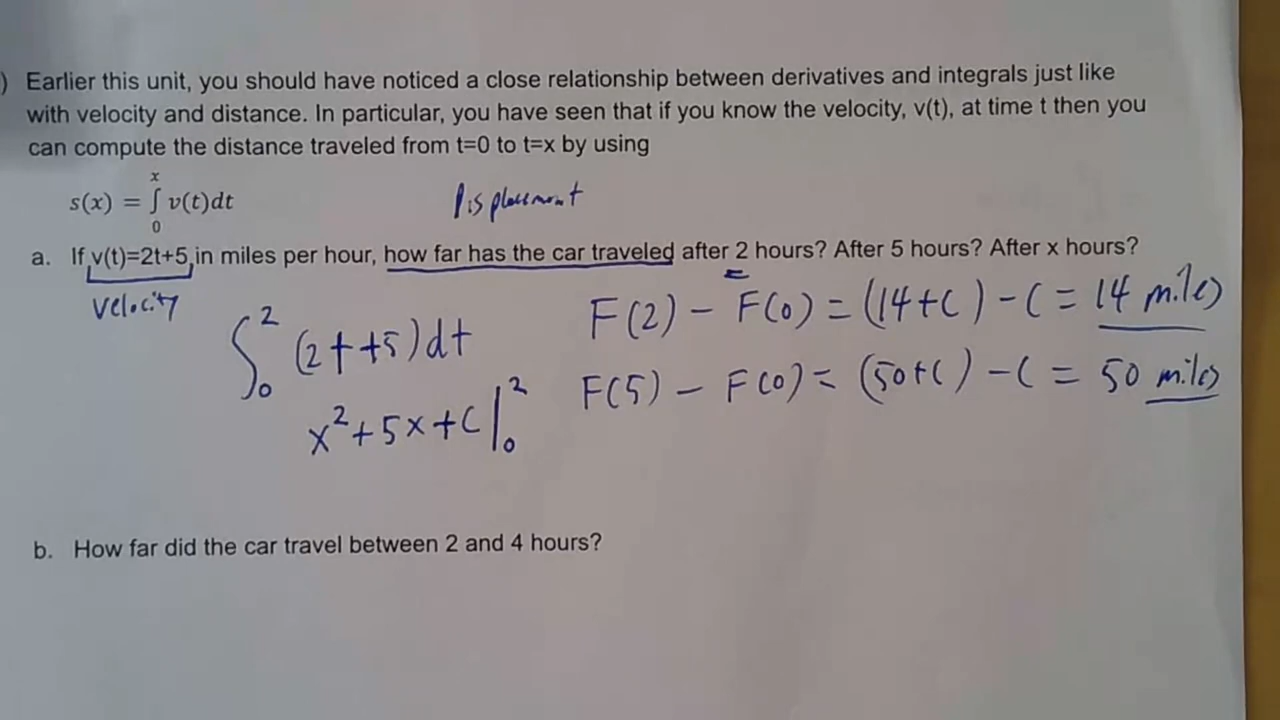 ) Earlier this unit, you should have noticed a close relationship between derivatives and integrals just like
with velocity and distance. In particular, you have seen that if you know the velocity, v(t), at time t then you
can compute the distance traveled from t=0 to t=x by using
s(x) = ∫₀ˣ v(t)dt
Displacement
a. If v(t)=2t+5, in miles per hour, how far has the car traveled after 2 hours? After 5 hours? After x hours?
velocity
∫₀² (2t+5)dt
x²+5x+C|₀²
F(2) - F(0) = (14+C) - C = 14 miles
F(5) - F(0) = (50+C) - C = 50 miles
b. How far did the car travel between 2 and 4 hours?